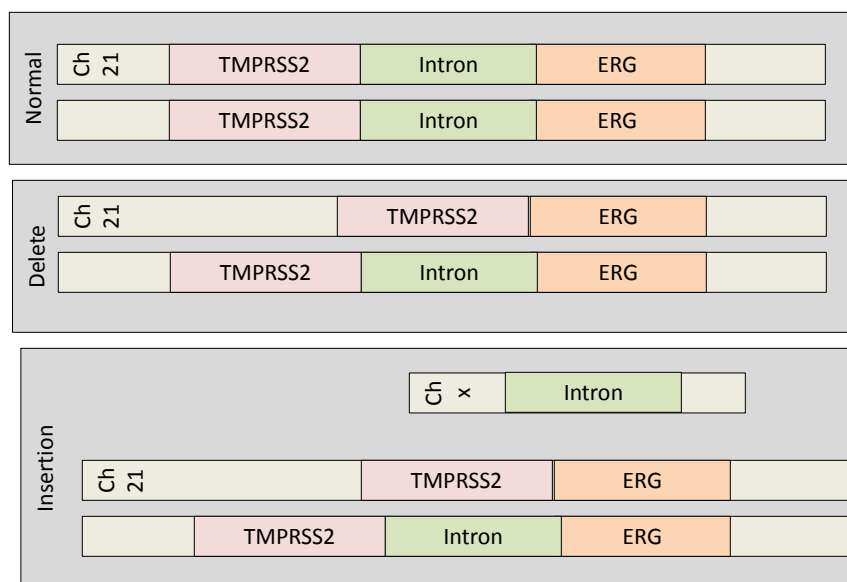 Normal
Ch 21
TMPRSS2 Intron ERG
TMPRSS2 Intron ERG
Delete
Ch 21
TMPRSS2 ERG
TMPRSS2 Intron ERG
Insertion
Ch x
Intron
Ch 21
TMPRSS2 ERG
TMPRSS2 Intron ERG